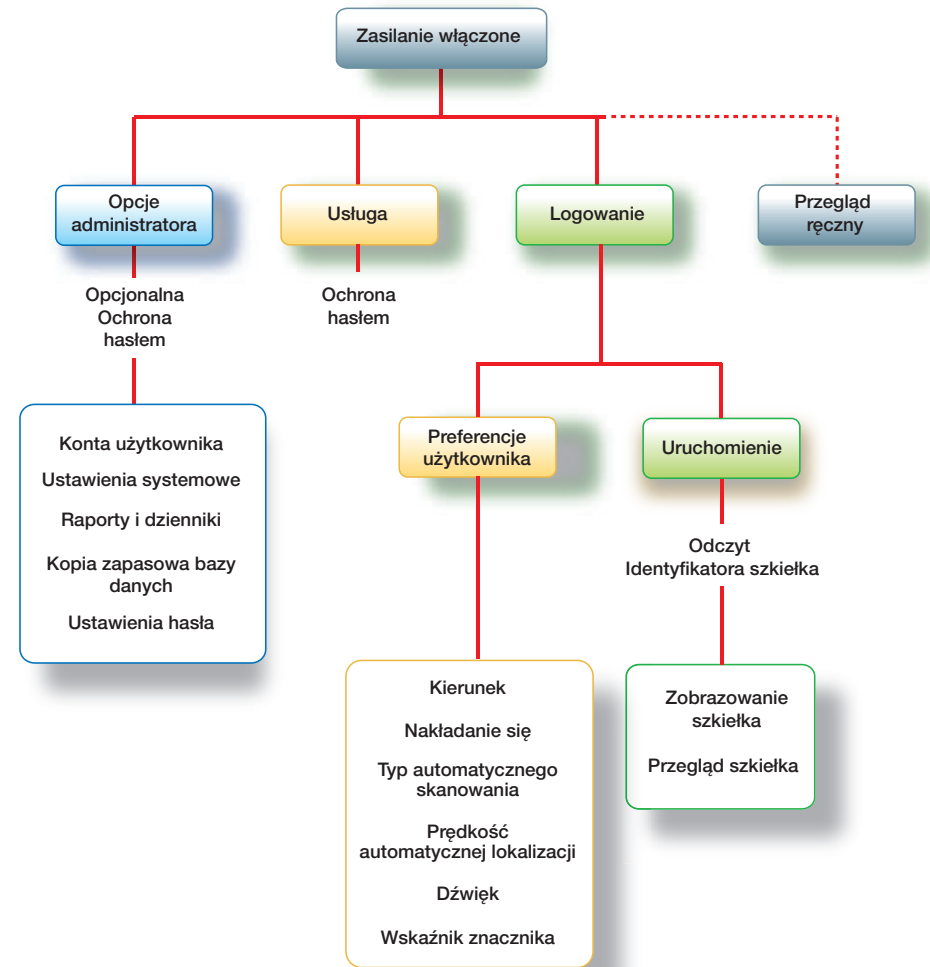 Zasilanie włączone
Opcje
administratora
Usługa
Logowanie
Przegląd
ręczny
Opcjonalna
Ochrona
hasłem
Ochrona
hasłem
Konta użytkownika
Ustawienia systemowe
Raporty i dzienniki
Kopia zapasowa bazy
danych
Ustawienia hasła
Preferencje
użytkownika
Uruchomienie
Odczyt
Identyfikatora szkiełka
Kierunek
Nakładanie się
Typ automatycznego
skanowania
Prędkość
automatycznej lokalizacji
Dźwięk
Wskaźnik znacznika
Zobrazowanie
szkiełka
Przegląd szkiełka